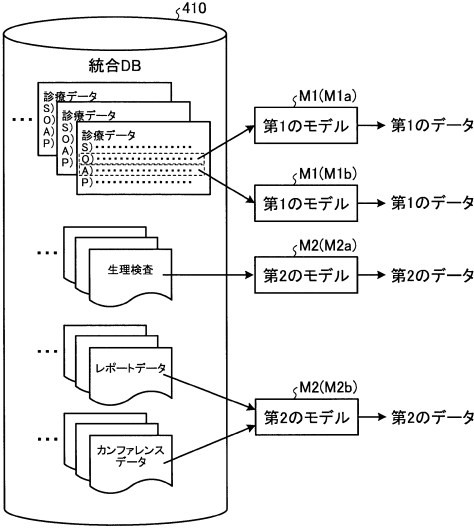 410
統合DB
診療データ
S)
O)
A)
P)
診療データ
S)
O)
A)
P)
診療データ
S)
O)
A)
P)
M1(M1a)
第1のモデル
第1のデータ
M1(M1b)
第1のモデル
第1のデータ
生理検査
M2(M2a)
第2のモデル
第2のデータ
レポートデータ
カンファレンス
データ
M2(M2b)
第2のモデル
第2のデータ